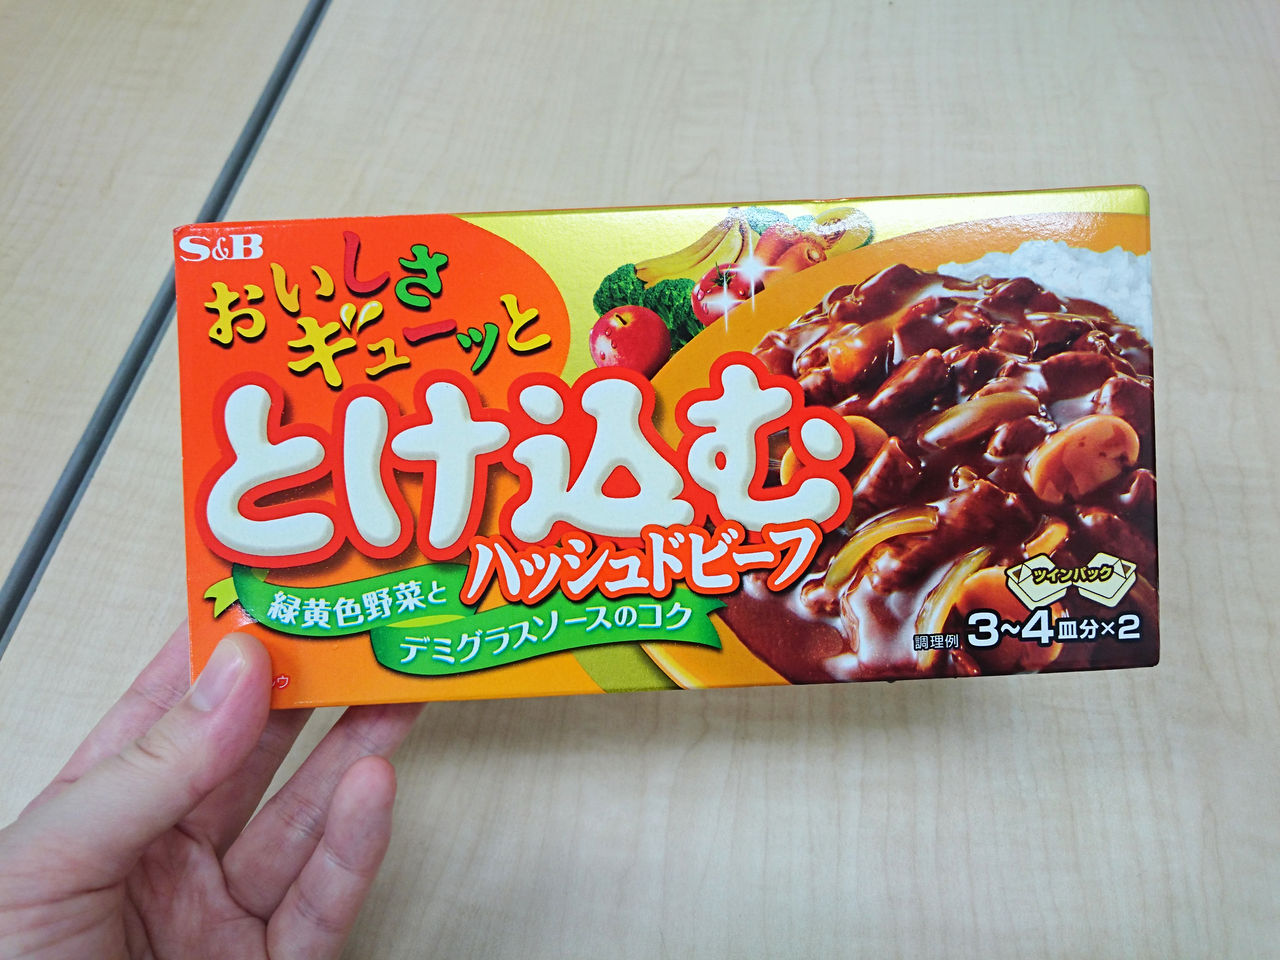 S&B
おいしさ
ギューッと
とけ込む
ハッシュドビーフ
緑黄色野菜と
デミグラスソースのコク
ツインパック
調理例
3~4皿分×2